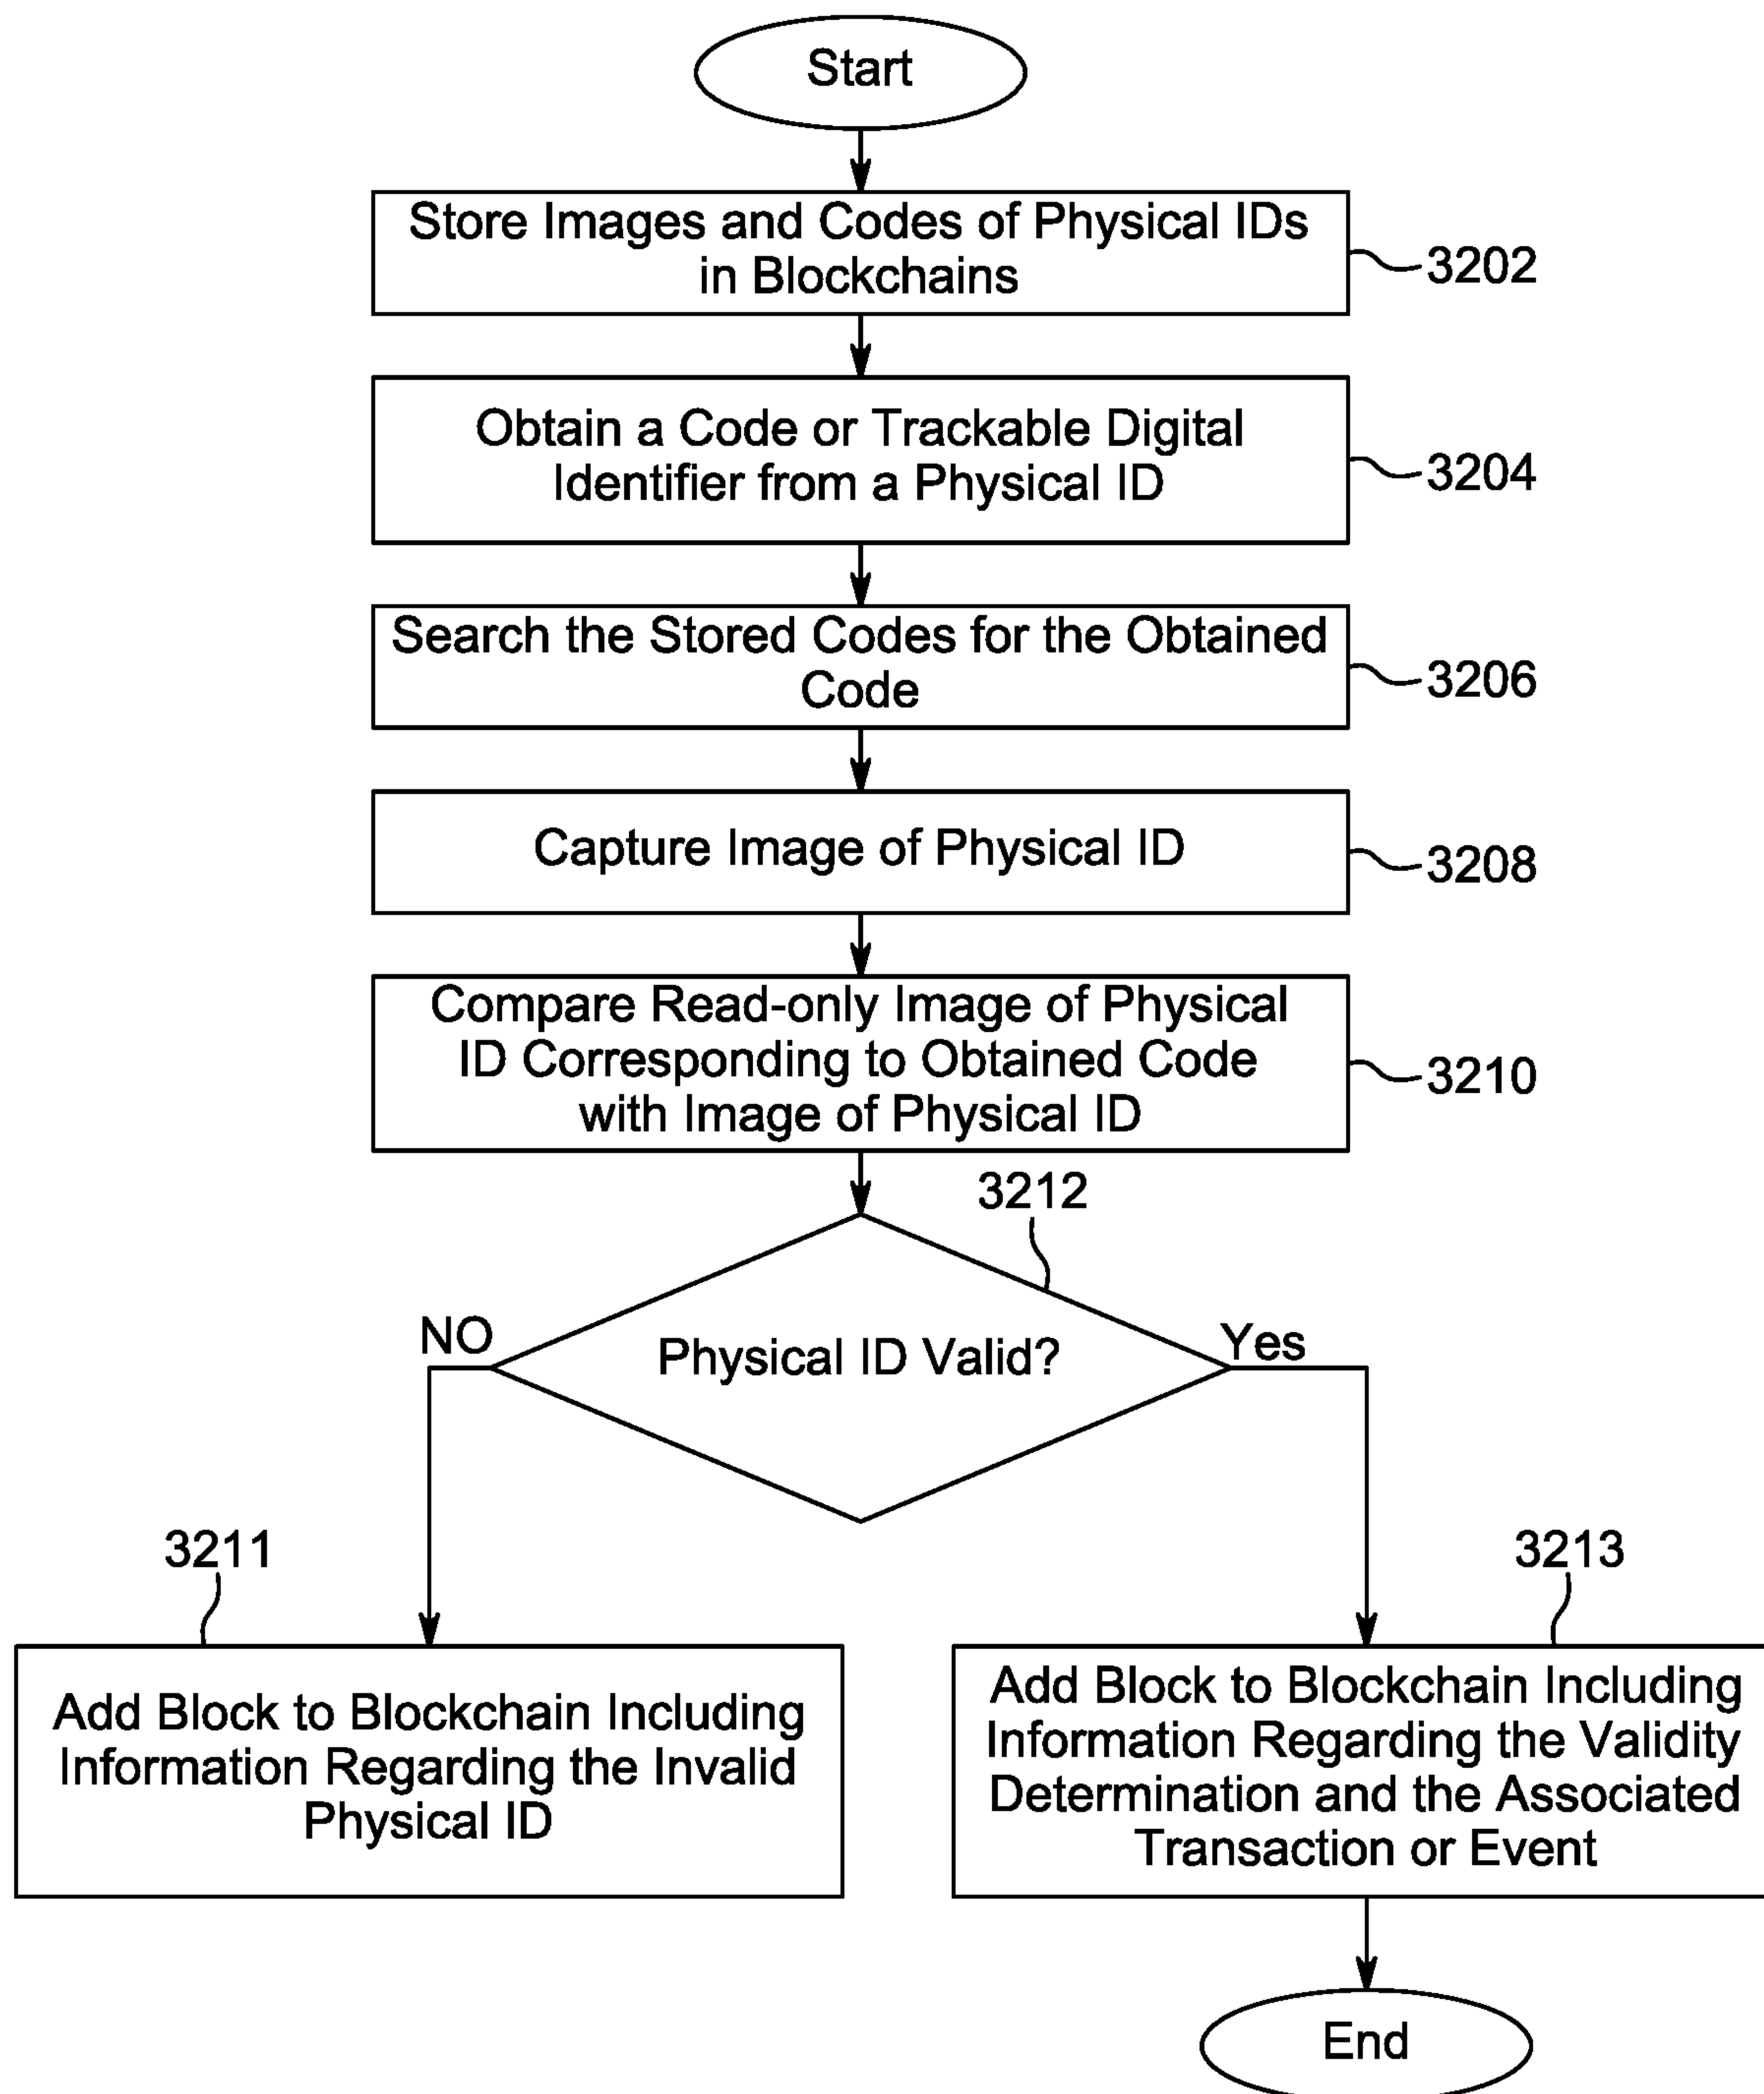 Start
Store Images and Codes of Physical IDs
in Blockchains
3202
Obtain a Code or Trackable Digital
Identifier from a Physical ID
3204
Search the Stored Codes for the Obtained
Code
3206
Capture Image of Physical ID
3208
Compare Read-only Image of Physical
ID Corresponding to Obtained Code
with Image of Physical ID
3210
3212
NO
Physical ID Valid?
Yes
3211
3213
Add Block to Blockchain Including
Information Regarding the Invalid
Physical ID
Add Block to Blockchain Including
Information Regarding the Validity
Determination and the Associated
Transaction or Event
End